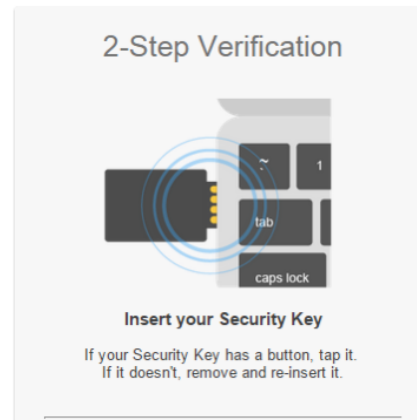 2-Step Verification
~
1
tab
caps lock
Insert your Security Key
If your Security Key has a button, tap it.
If it doesn't, remove and re-insert it.